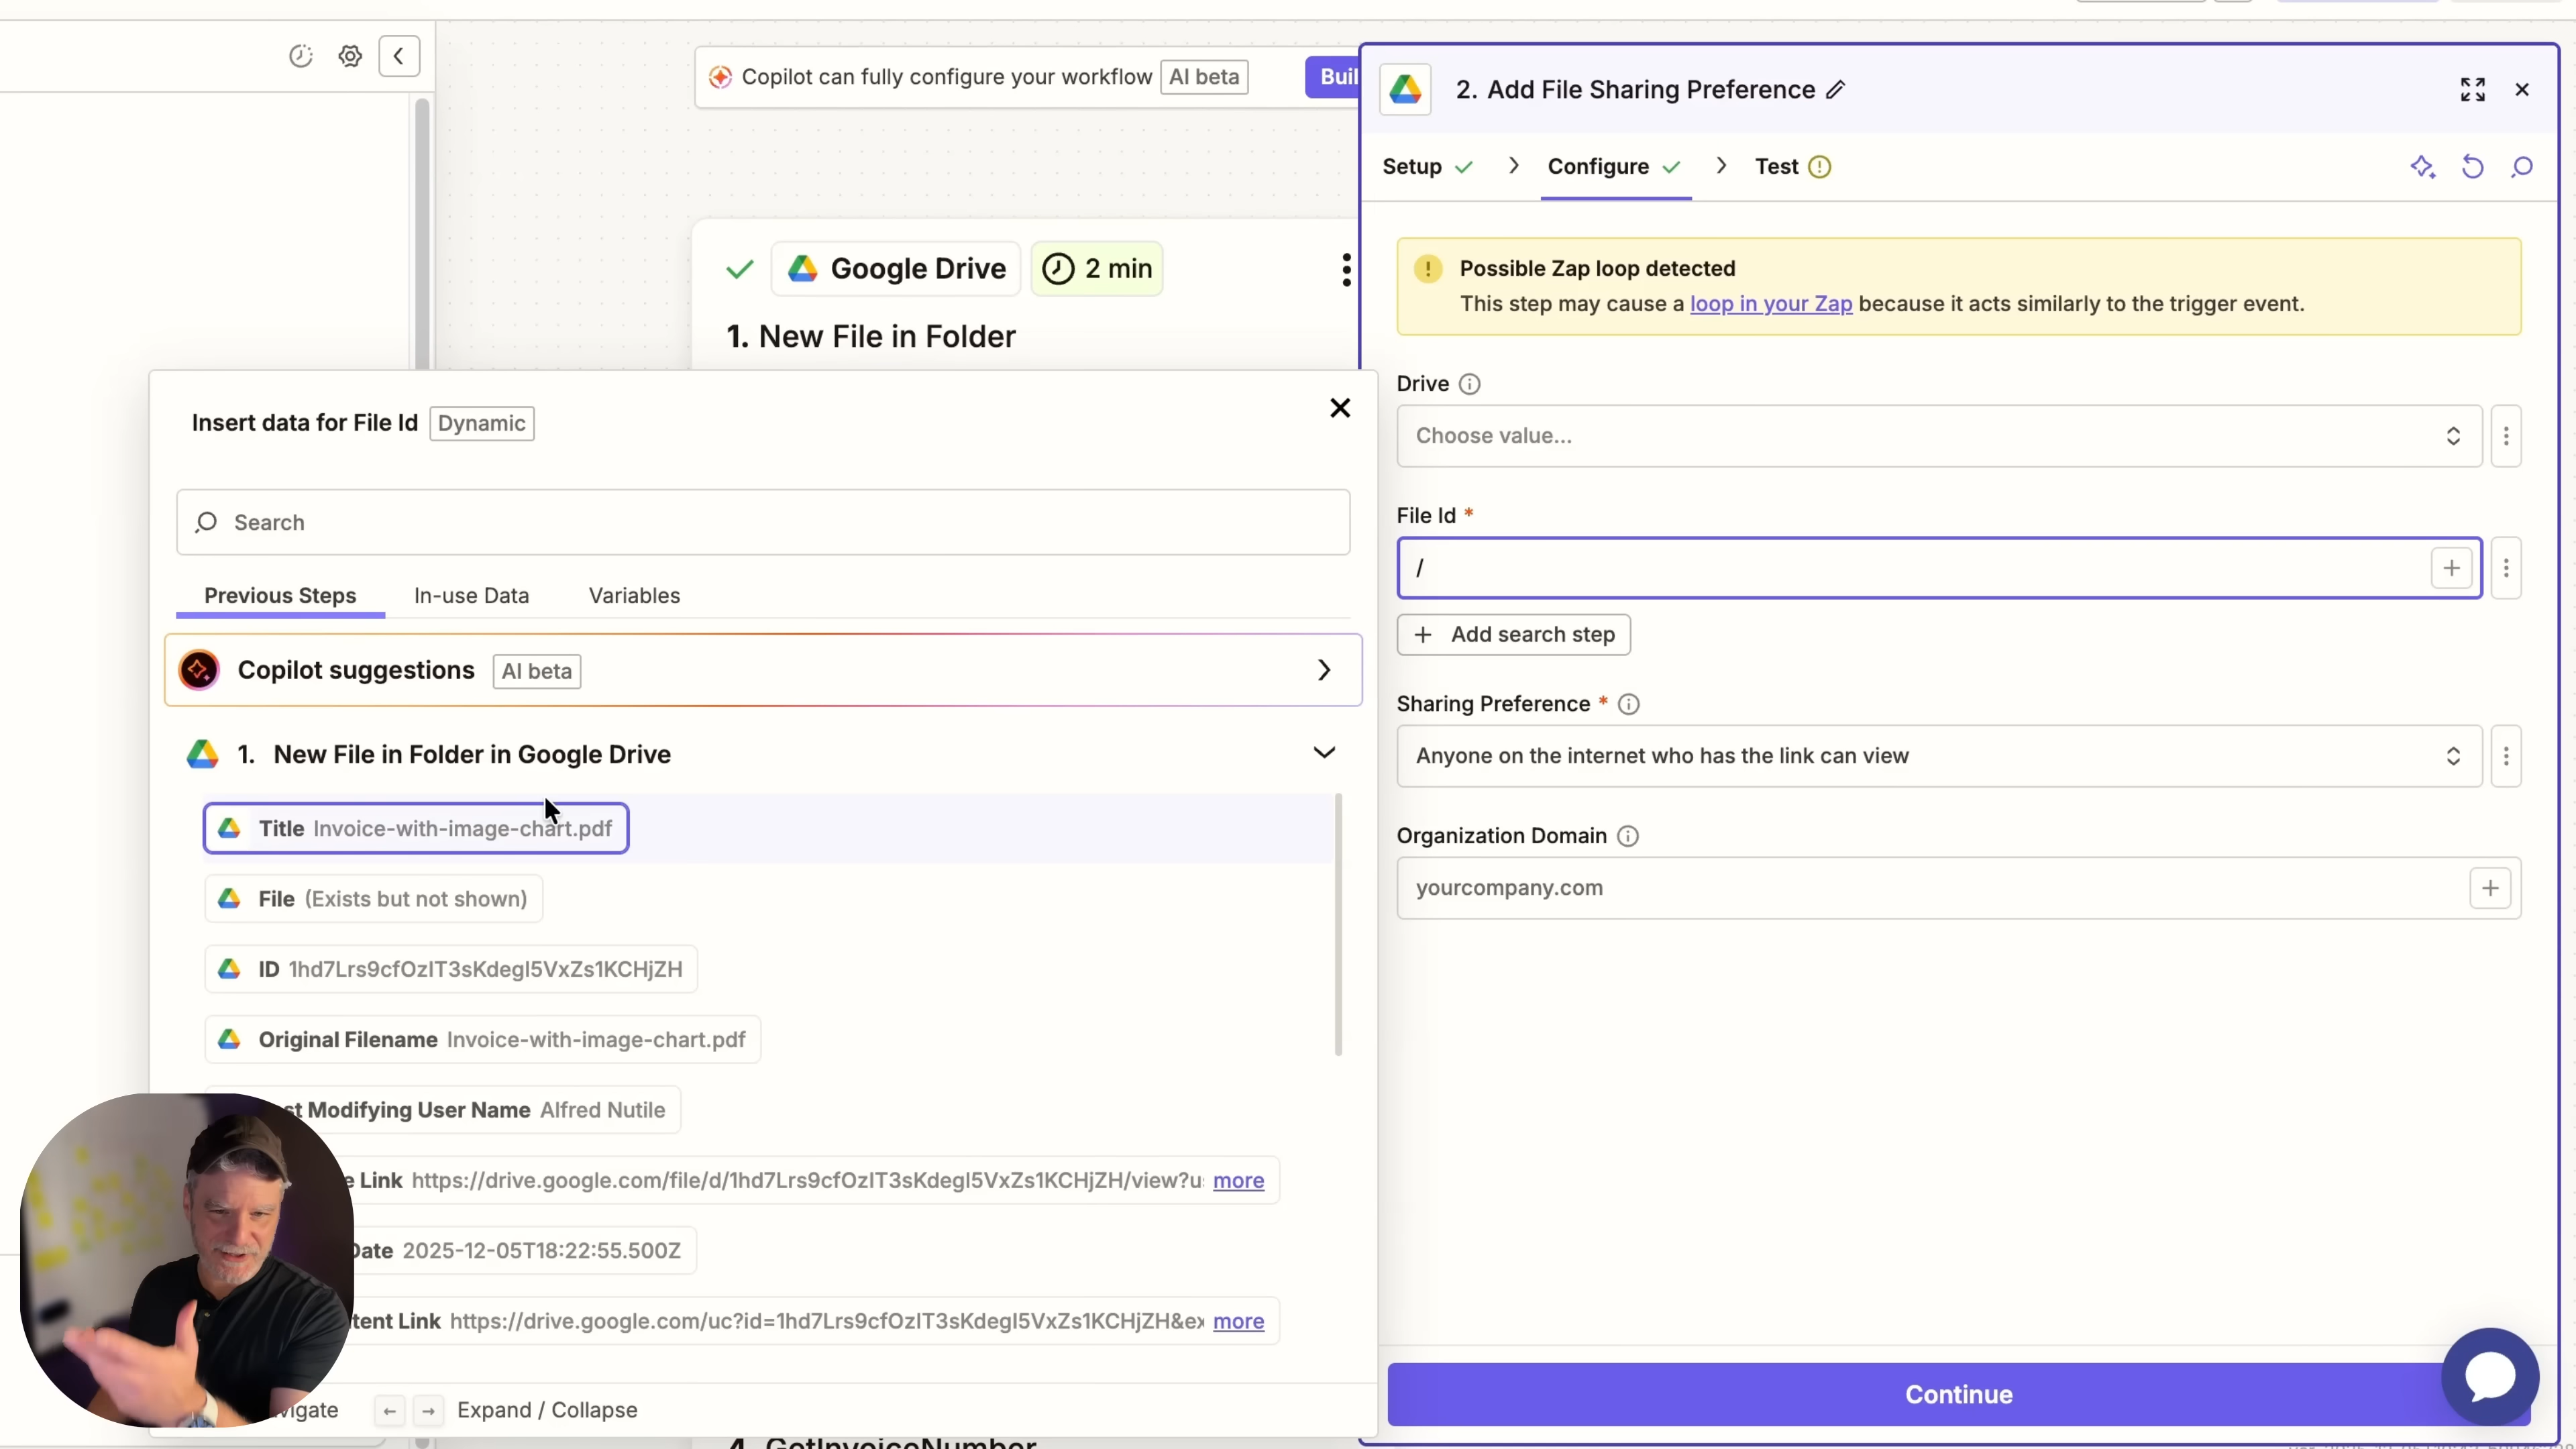 Copilot can fully configure your workflow AI beta
Google Drive 2 min
1. New File in Folder
Insert data for File Id Dynamic
Search
Previous Steps In-use Data Variables
Copilot suggestions AI beta
1. New File in Folder in Google Drive
Title Invoice-with-image-chart.pdf
File (Exists but not shown)
ID 1hd7Lrs9cfOzIT3sKdegI5VxZs1KCHjZH
Original Filename Invoice-with-image-chart.pdf
Modifying User Name Alfred Nutile
Link https://drive.google.com/file/d/1hd7Lrs9cfOzIT3sKdegI5VxZs1KCHjZH/view?u more
Date 2025-12-05T18:22:55.500Z
Link https://drive.google.com/uc?id=1hd7Lrs9cfOzIT3sKdegI5VxZs1KCHjZH&ex more
← → Expand / Collapse
2. Add File Sharing Preference
Setup > Configure > Test
Possible Zap loop detected
This step may cause a loop in your Zap because it acts similarly to the trigger event.
Drive
Choose value...
File Id *
/
+ Add search step
Sharing Preference *
Anyone on the internet who has the link can view
Organization Domain
yourcompany.com
Continue